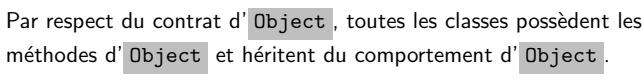 Par respect du contrat d' Object , toutes les classes possèdent les
méthodes d' Object et héritent du comportement d' Object .